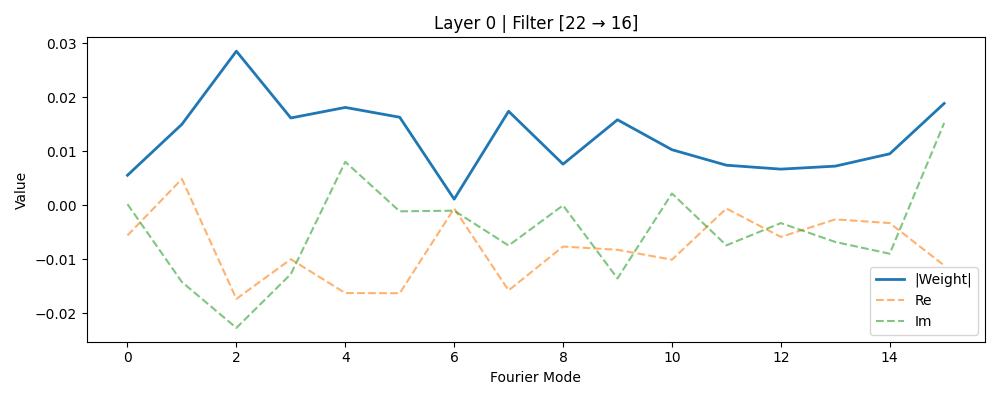 Layer 0 | Filter [22 → 16]
Value
0.03
0.02
0.01
0.00
−0.01
−0.02
0 2 4 6 8 10 12 14
Fourier Mode
|Weight|
Re
Im